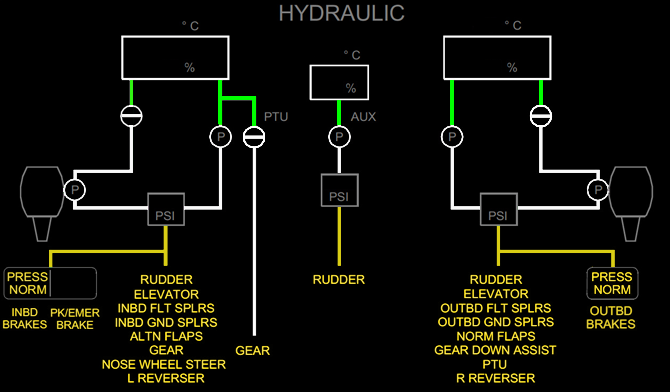 HYDRAULIC
° C
%
° C
%
° C
%
PTU
AUX
P
P
P
P
P
PSI
PSI
PSI
PRESS
NORM
INBD
BRAKES
PK/EMER
BRAKE
RUDDER
ELEVATOR
INBD FLT SPLRS
INBD GND SPLRS
ALTN FLAPS
GEAR
NOSE WHEEL STEER
L REVERSER
GEAR
RUDDER
RUDDER
ELEVATOR
OUTBD FLT SPLRS
OUTBD GND SPLRS
NORM FLAPS
GEAR DOWN ASSIST
PTU
R REVERSER
PRESS
NORM
OUTBD
BRAKES